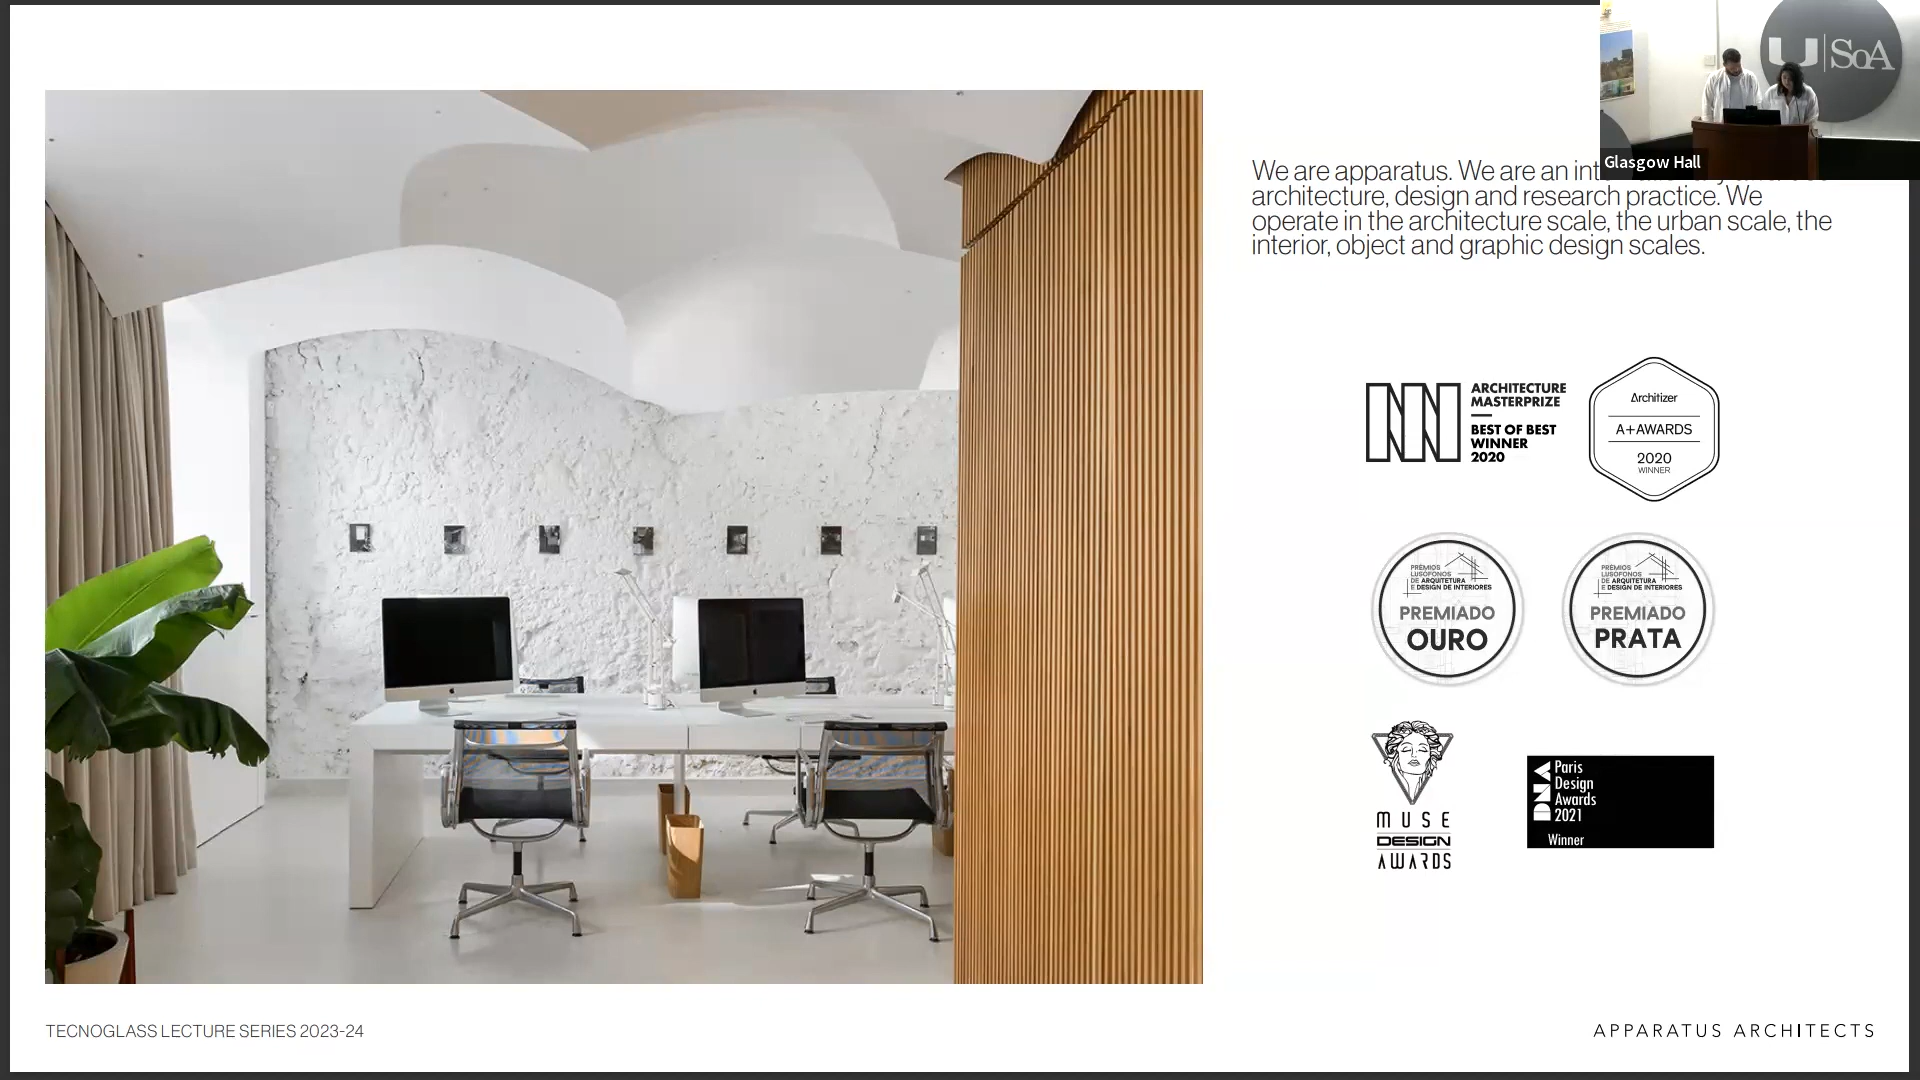 U SoA
Glasgow Hall
We are apparatus. We are an
architecture, design and research practice. We
operate in the architecture scale, the urban scale, the
interior, object and graphic design scales.
ARCHITECTURE
MASTERPRIZE
BEST OF BEST
WINNER
2020
Architizer
A+AWARDS
2020
WINNER
PRÉMIOS
LUSÓFONOS
DE ARQUITETURA
E DESIGN DE INTERIORES
PREMIADO
OURO
PRÉMIOS
LUSÓFONOS
DE ARQUITETURA
E DESIGN DE INTERIORES
PREMIADO
PRATA
MUSE
DESIGN
AWARDS
DNA
Paris
Design
Awards
2021
Winner
TECNOGLASS LECTURE SERIES 2023-24
APPARATUS ARCHITECTS